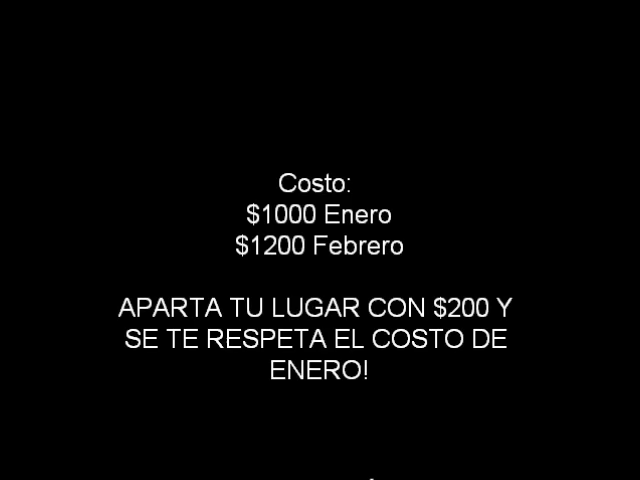 Costo:
$1000 Enero
$1200 Febrero
APARTA TU LUGAR CON $200 Y
SE TE RESPETA EL COSTO DE
ENERO!